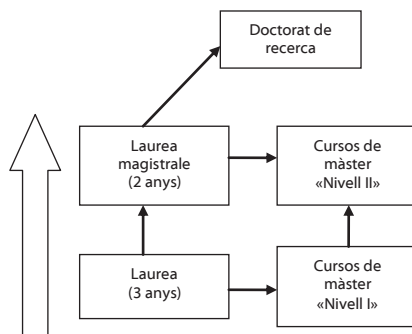 Doctorat de
recerca
Laurea
magistrale
(2 anys)
Cursos de
màster
«Nivell II»
Laurea
(3 anys)
Cursos de
màster
«Nivell I»